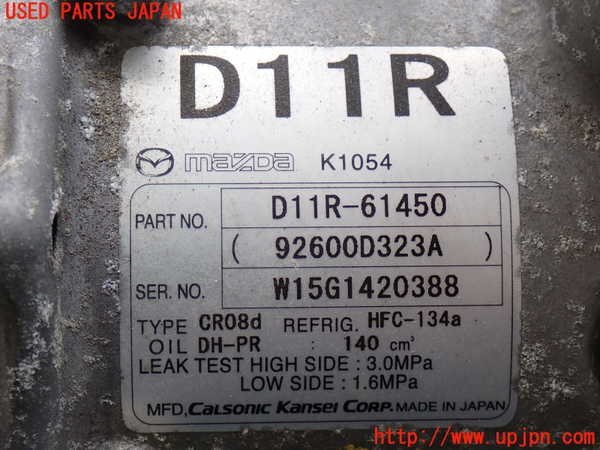 USED PARTS JAPAN
D11R
mazda K1054
PART NO. D11R-61450
( 92600D323A )
SER. NO. W15G1420388
TYPE CR08d REFRIG. HFC-134a
OIL DH-PR : 140 cm³
LEAK TEST HIGH SIDE : 3.0MPa
LOW SIDE : 1.6MPa
MFD, CALSONIC KANSEI CORP. MADE IN JAPAN
http://www.upjpn.com/